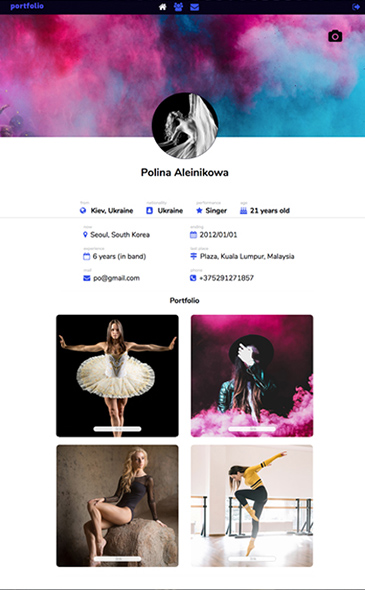 portfolio
Polina Aleinikowa
from nationality performance age
Kiev, Ukraine Ukraine Singer 21 years old
Seoul, South Korea 2012/01/01
experience last place
6 years (in band) Plaza, Kuala Lumpur, Malaysia
mail phone
po@gmail.com +375291271857
Portfolio